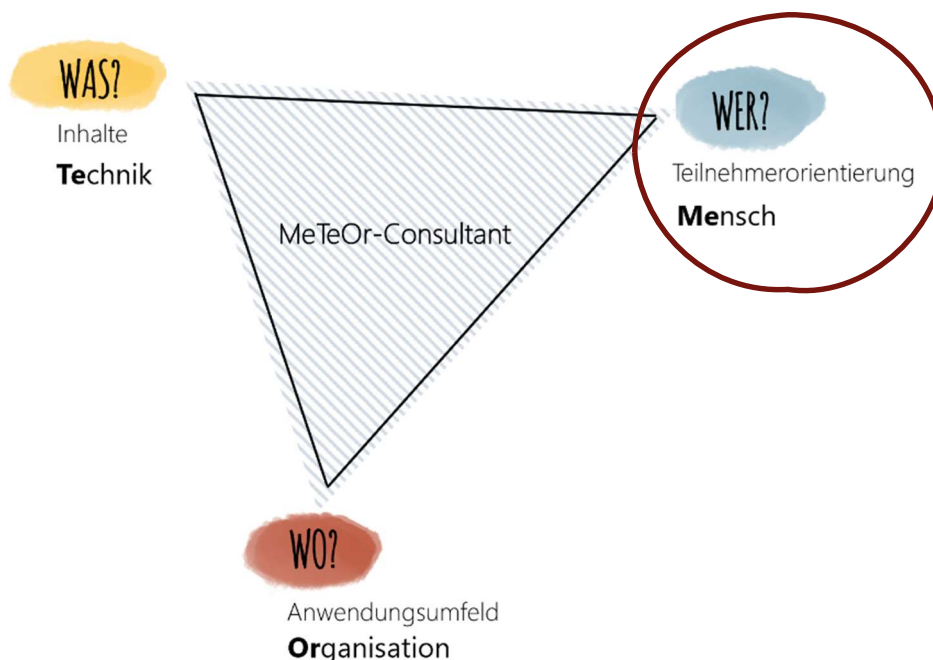 WAS?
Inhalte
Technik
WER?
Teilnehmerorientierung
Mensch
MeTeOr-Consultant
WO?
Anwendungsumfeld
Organisation